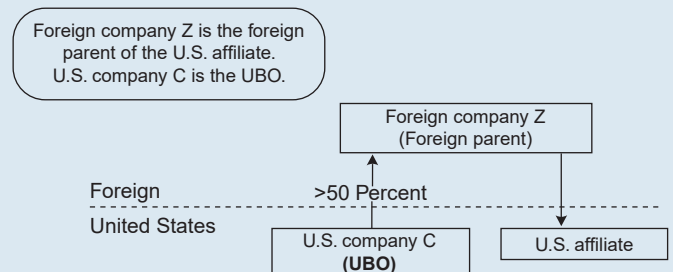 Foreign company Z is the foreign
parent of the U.S. affiliate.
U.S. company C is the UBO.
Foreign company Z
(Foreign parent)
Foreign
>50 Percent
United States
U.S. company C
(UBO)
U.S. affiliate